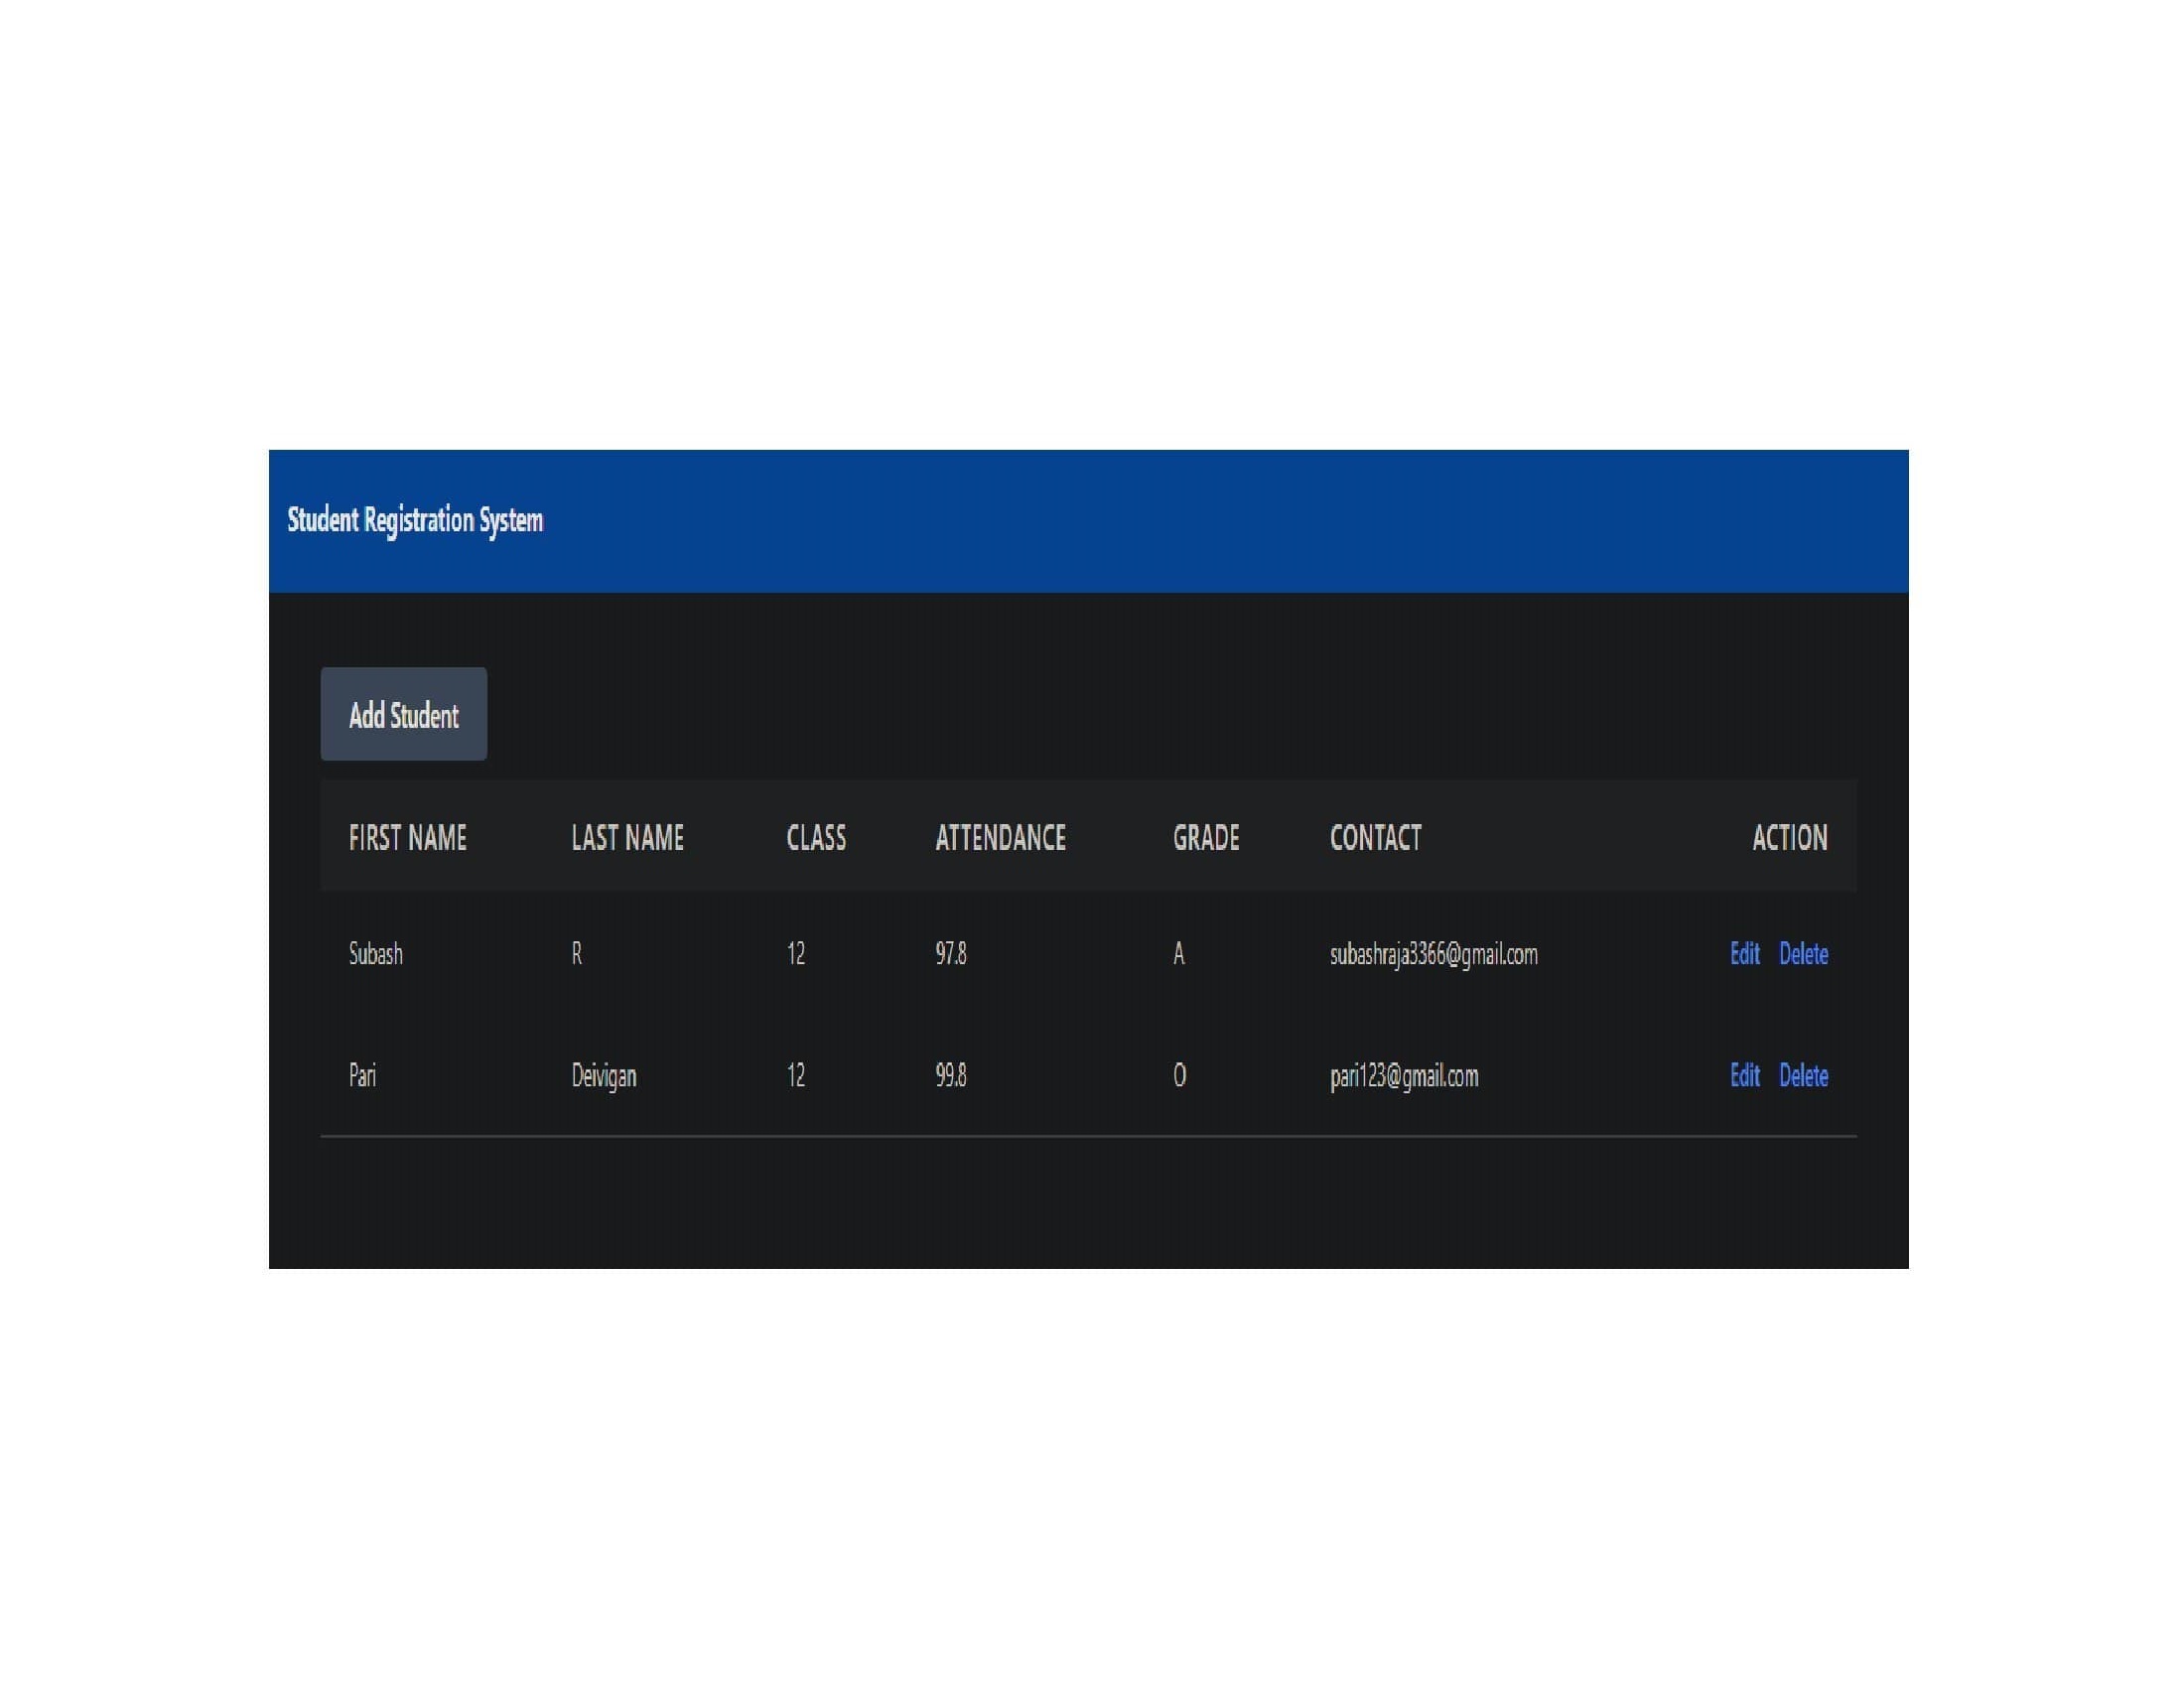 Student Registration System
Add Student
FIRST NAME LAST NAME CLASS ATTENDANCE GRADE CONTACT ACTION
Subash R 12 97.8 A subashraja3366@gmail.com Edit Delete
Pari Deivigan 12 99.8 O pari123@gmail.com Edit Delete